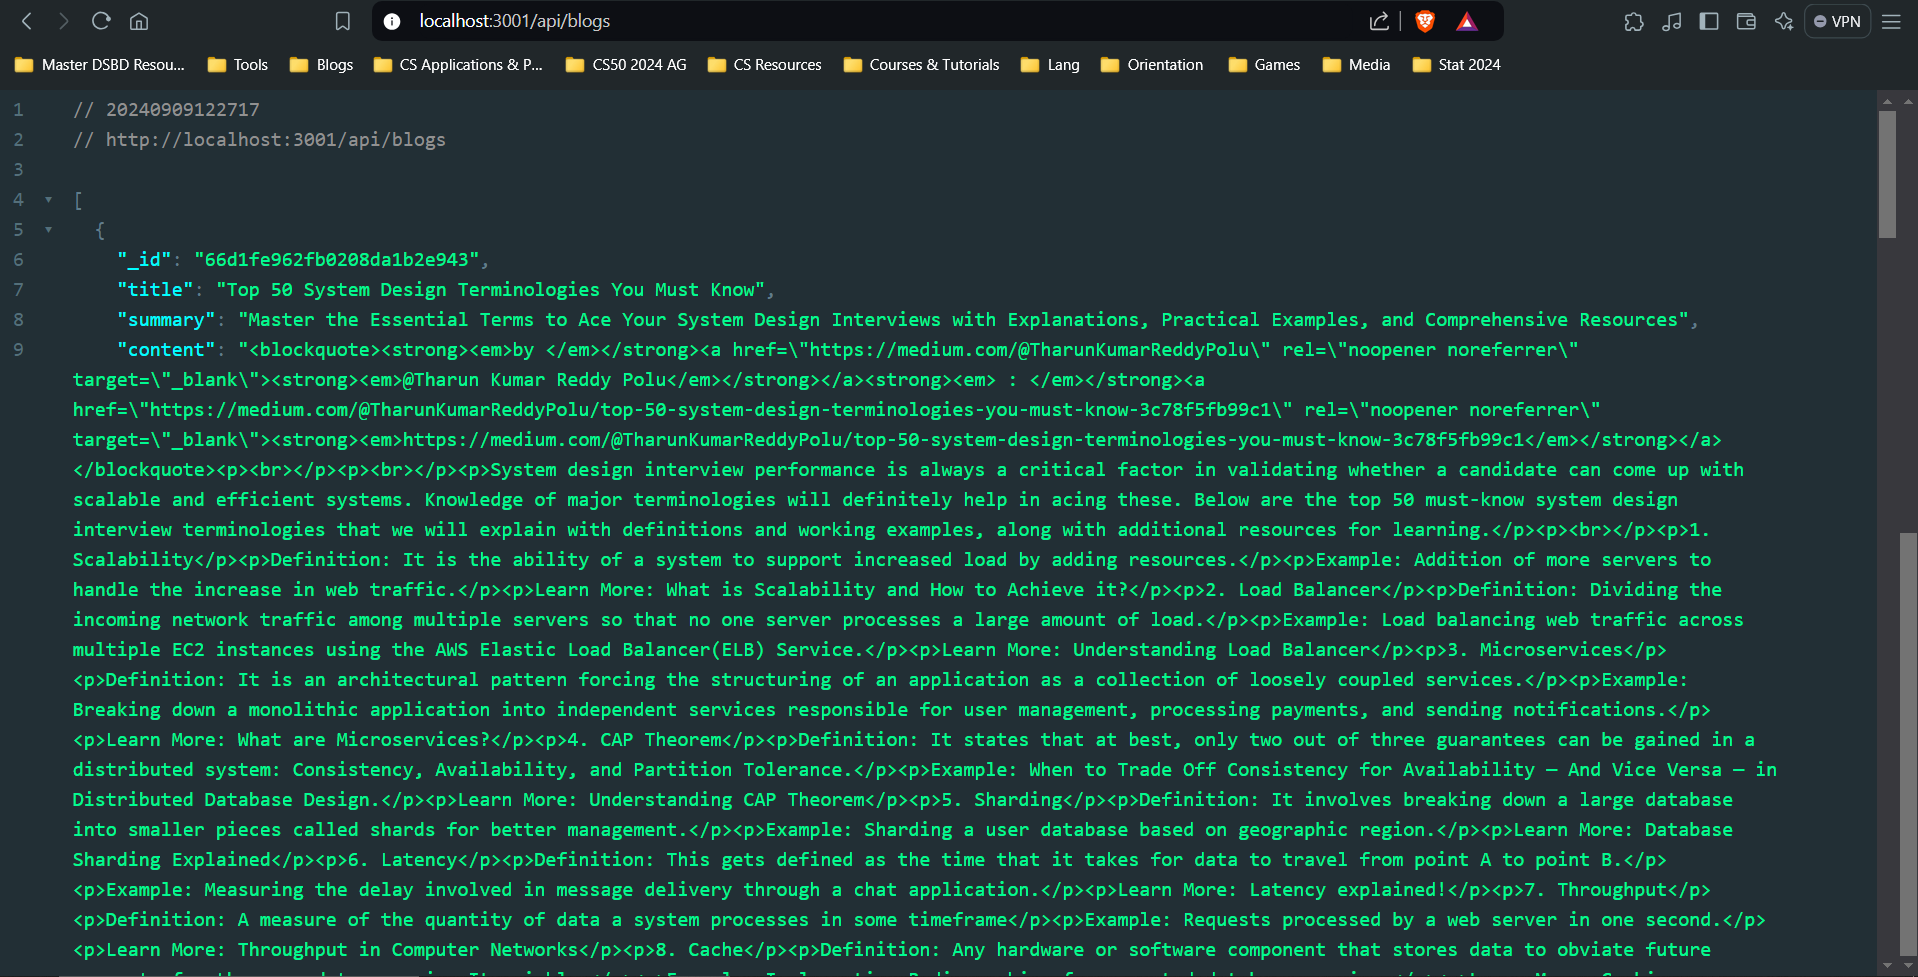 localhost:3001/api/blogs
VPN
Master DSBD Resou... Tools Blogs CS Applications & P... CS50 2024 AG CS Resources Courses & Tutorials Lang Orientation Games Media Stat 2024
1 // 20240909122717
2 // http://localhost:3001/api/blogs
3
4 [
5 {
6 "_id": "66d1fe962fb0208da1b2e943",
7 "title": "Top 50 System Design Terminologies You Must Know",
8 "summary": "Master the Essential Terms to Ace Your System Design Interviews with Explanations, Practical Examples, and Comprehensive Resources",
9 "content": "<blockquote><strong><em>by </em></strong><a href=\"https://medium.com/@TharunKumarReddyPolu\" rel=\"noopener noreferrer\"
target=\"_blank\"><strong><em>@Tharun Kumar Reddy Polu</em></strong></a><strong><em> : </em></strong><a
href=\"https://medium.com/@TharunKumarReddyPolu/top-50-system-design-terminologies-you-must-know-3c78f5fb99c1\" rel=\"noopener noreferrer\"
target=\"_blank\"><strong><em>https://medium.com/@TharunKumarReddyPolu/top-50-system-design-terminologies-you-must-know-3c78f5fb99c1</em></strong></a>
</blockquote><p><br></p><p><br></p><p>System design interview performance is always a critical factor in validating whether a candidate can come up with
scalable and efficient systems. Knowledge of major terminologies will definitely help in acing these. Below are the top 50 must-know system design
interview terminologies that we will explain with definitions and working examples, along with additional resources for learning.</p><p><br></p><p>1.
Scalability</p><p>Definition: It is the ability of a system to support increased load by adding resources.</p><p>Example: Addition of more servers to
handle the increase in web traffic.</p><p>Learn More: What is Scalability and How to Achieve it?</p><p>2. Load Balancer</p><p>Definition: Dividing the
incoming network traffic among multiple servers so that no one server processes a large amount of load.</p><p>Example: Load balancing web traffic across
multiple EC2 instances using the AWS Elastic Load Balancer(ELB) Service.</p><p>Learn More: Understanding Load Balancer</p><p>3. Microservices</p>
<p>Definition: It is an architectural pattern forcing the structuring of an application as a collection of loosely coupled services.</p><p>Example:
Breaking down a monolithic application into independent services responsible for user management, processing payments, and sending notifications.</p>
<p>Learn More: What are Microservices?</p><p>4. CAP Theorem</p><p>Definition: It states that at best, only two out of three guarantees can be gained in a
distributed system: Consistency, Availability, and Partition Tolerance.</p><p>Example: When to Trade Off Consistency for Availability — And Vice Versa — in
Distributed Database Design.</p><p>Learn More: Understanding CAP Theorem</p><p>5. Sharding</p><p>Definition: It involves breaking down a large database
into smaller pieces called shards for better management.</p><p>Example: Sharding a user database based on geographic region.</p><p>Learn More: Database
Sharding Explained</p><p>6. Latency</p><p>Definition: This gets defined as the time that it takes for data to travel from point A to point B.</p>
<p>Example: Measuring the delay involved in message delivery through a chat application.</p><p>Learn More: Latency explained!</p><p>7. Throughput</p>
<p>Definition: A measure of the quantity of data a system processes in some timeframe</p><p>Example: Requests processed by a web server in one second.</p>
<p>Learn More: Throughput in Computer Networks</p><p>8. Cache</p><p>Definition: Any hardware or software component that stores data to obviate future